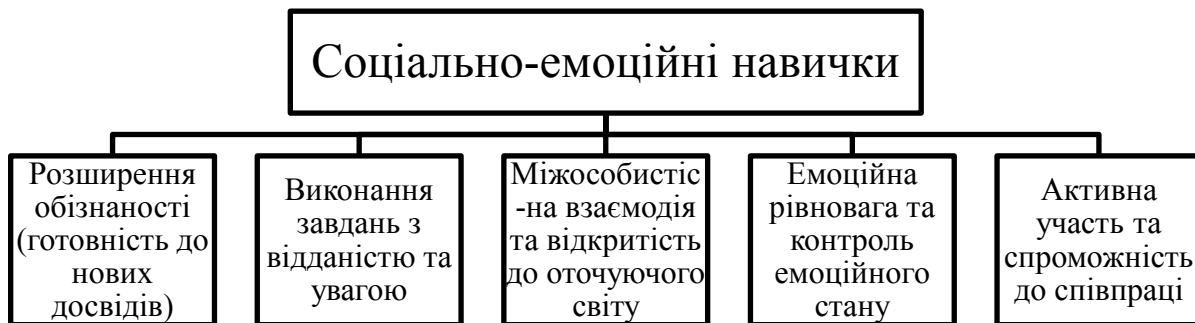 Соціально-емоційні навички
Розширення
обізнаності
(готовність до
нових
досвідів)
Виконання
завдань з
відданістю та
увагою
Міжособистіс
-на взаємодія
та відкритість
до оточуючого
світу
Емоційна
рівновага та
контроль
емоційного
стану
Активна
участь та
спроможність
до співпраці